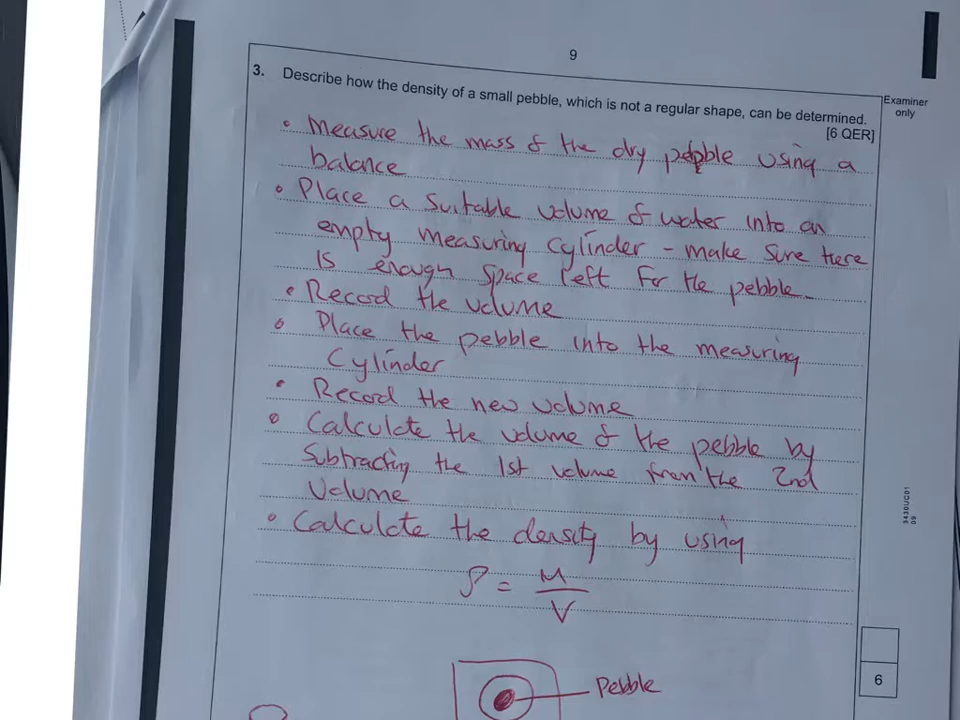 9
3. Describe how the density of a small pebble, which is not a regular shape, can be determined.
[6 QER]
Examiner
only
• Measure the mass of the dry pebble using a
balance
• Place a suitable volume of water into an
empty measuring cylinder - make sure there
is enough space left for the pebble.
• Record the volume
• Place the pebble into the measuring
cylinder
• Record the new volume
• Calculate the volume of the pebble by
subtracting the 1st volume from the 2nd
volume
• Calculate the density by using
ρ = M
V
3430UC01
09
6
Pebble